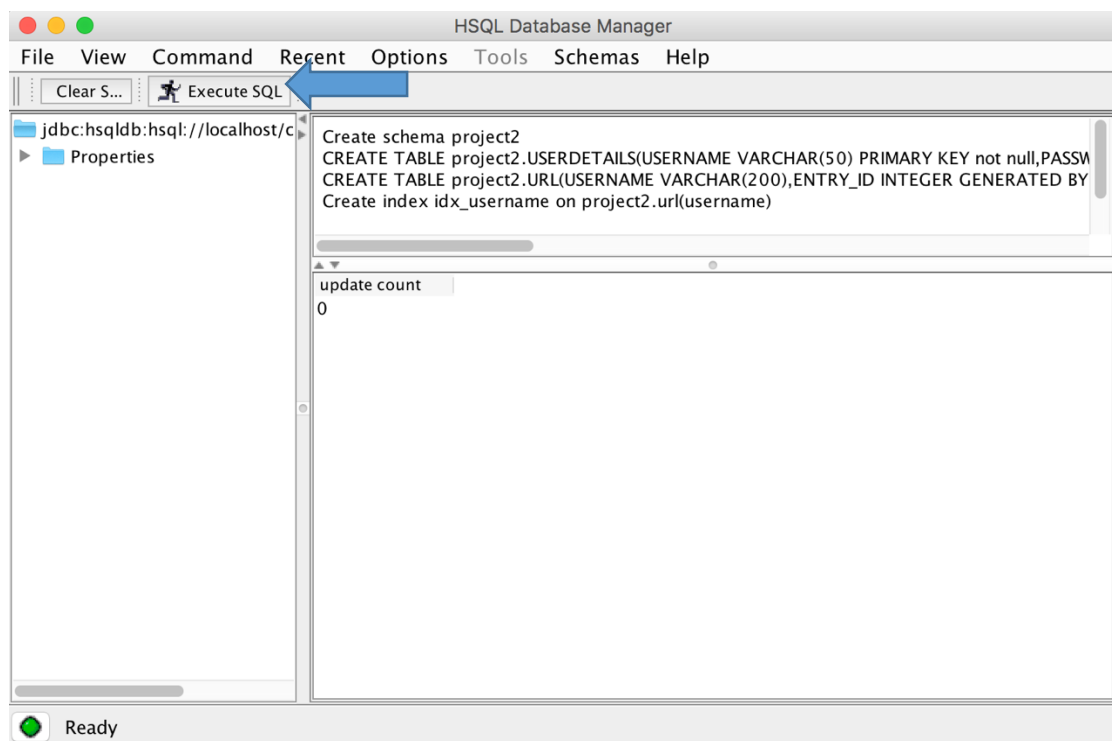 HSQL Database Manager
File View Command Recent Options Tools Schemas Help
Clear S... Execute SQL
jdbc:hsqldb:hsql://localhost/c
Properties
Create schema project2
CREATE TABLE project2.USERDETAILS(USERNAME VARCHAR(50) PRIMARY KEY not null,PASSW
CREATE TABLE project2.URL(USERNAME VARCHAR(200),ENTRY_ID INTEGER GENERATED BY
Create index idx_username on project2.url(username)
update count
0
Ready